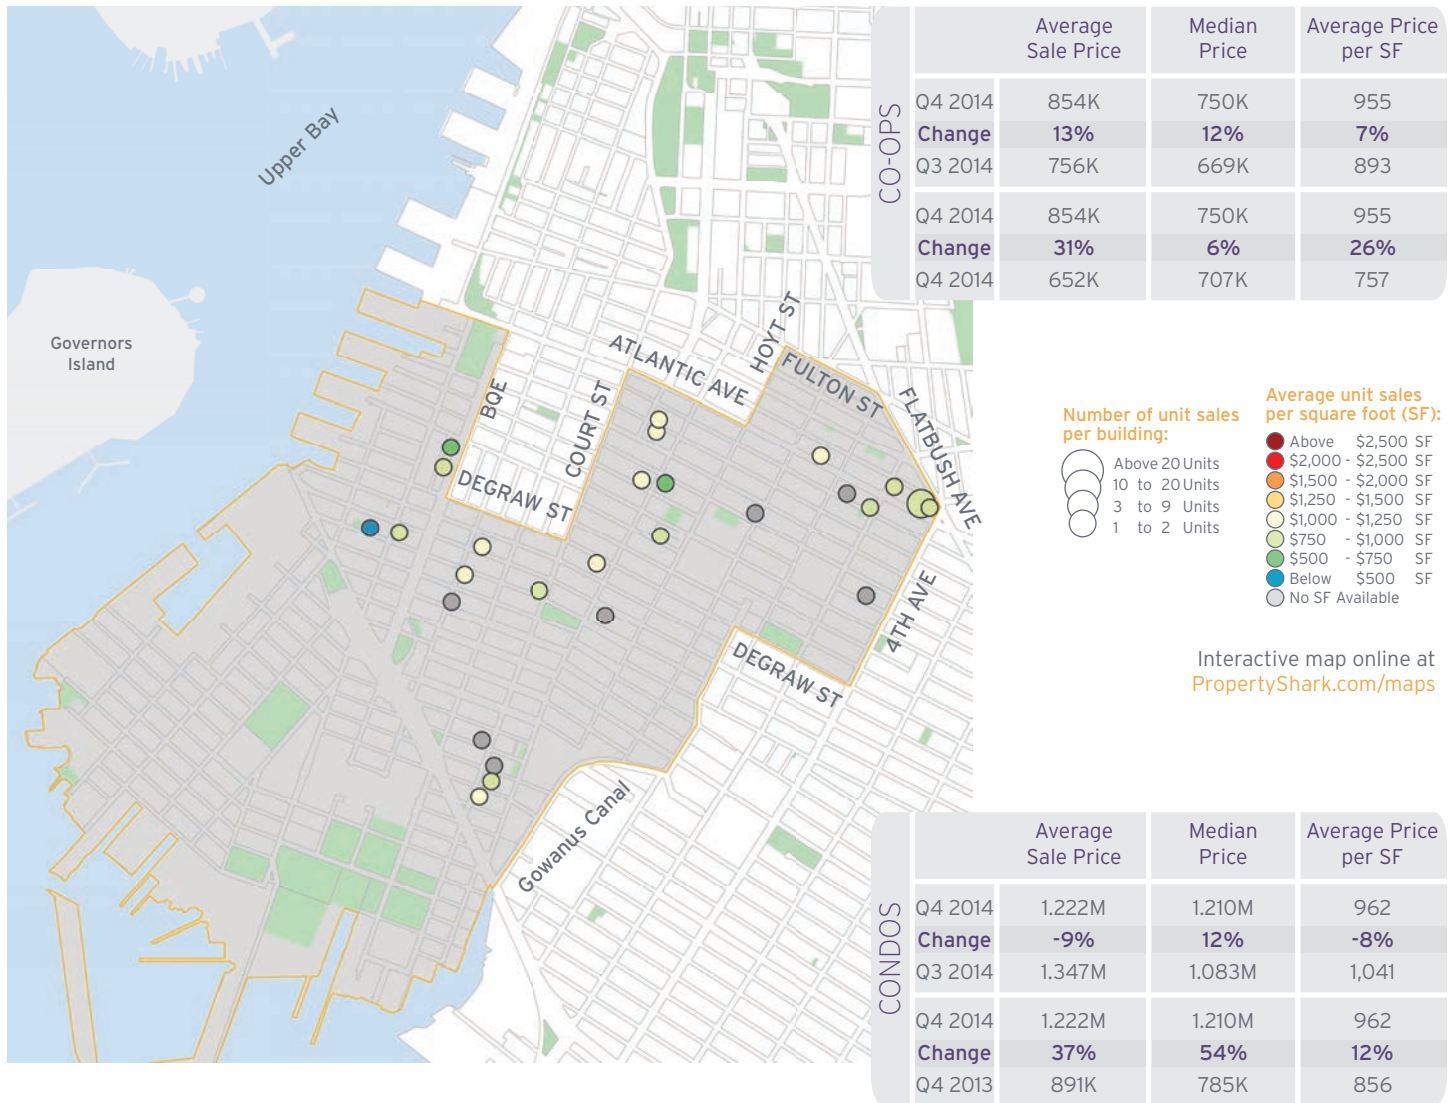 Upper Bay
Governors
Island
BQE
COURT ST
ATLANTIC AVE
HOYT ST
FULTON ST
FLATBUSH AVE
DEGRAW ST
4TH AVE
DEGRAW ST
Gowanus Canal
CO-OPS
Average
Sale Price
Median
Price
Average Price
per SF
Q4 2014 854K 750K 955
Change 13% 12% 7%
Q3 2014 756K 669K 893
Q4 2014 854K 750K 955
Change 31% 6% 26%
Q4 2014 652K 707K 757
Number of unit sales
per building:
Above 20 Units
10 to 20 Units
3 to 9 Units
1 to 2 Units
Average unit sales
per square foot (SF):
Above $2,500 SF
$2,000 - $2,500 SF
$1,500 - $2,000 SF
$1,250 - $1,500 SF
$1,000 - $1,250 SF
$750 - $1,000 SF
$500 - $750 SF
Below $500 SF
No SF Available
Interactive map online at
PropertyShark.com/maps
CONDOS
Average
Sale Price
Median
Price
Average Price
per SF
Q4 2014 1.222M 1.210M 962
Change -9% 12% -8%
Q3 2014 1.347M 1.083M 1,041
Q4 2014 1.222M 1.210M 962
Change 37% 54% 12%
Q4 2013 891K 785K 856